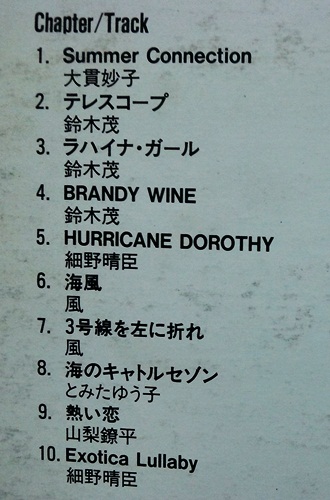 Chapter/Track
1. Summer Connection
大貫妙子
2. テレスコープ
鈴木茂
3. ラハイナ・ガール
鈴木茂
4. BRANDY WINE
鈴木茂
5. HURRICANE DOROTHY
細野晴臣
6. 海風
風
7. 3号線を左に折れ
風
8. 海のキャトルセゾン
とみたゆう子
9. 熱い恋
山梨鐐平
10. Exotica Lullaby
細野晴臣